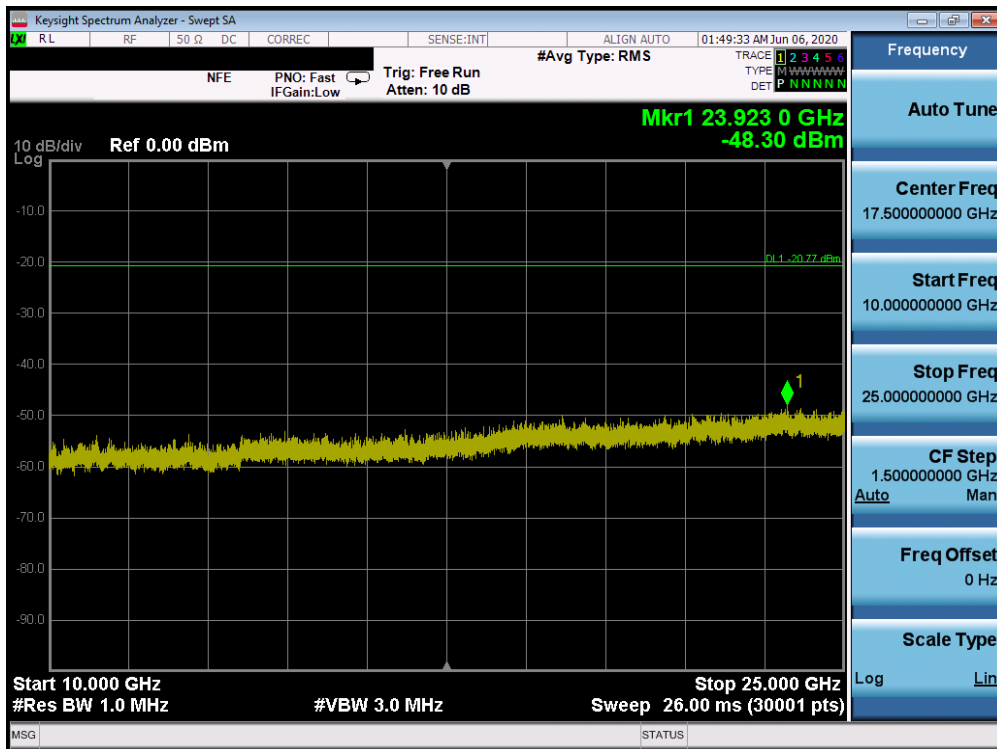 Keysight Spectrum Analyzer - Swept SA
LXI RL RF 50 Ω DC CORREC SENSE:INT ALIGN AUTO 01:49:33 AM Jun 06, 2020
NFE PNO: Fast Trig: Free Run #Avg Type: RMS TRACE 1 2 3 4 5 6
IFGain:Low Atten: 10 dB TYPE M WWWWW
DET P N N N N N
Mkr1 23.923 0 GHz
-48.30 dBm
10 dB/div Ref 0.00 dBm
Log
-10.0
-20.0
DL1 -20.77 dBm
-30.0
-40.0
1
-50.0
-60.0
-70.0
-80.0
-90.0
Start 10.000 GHz Stop 25.000 GHz
#Res BW 1.0 MHz #VBW 3.0 MHz Sweep 26.00 ms (30001 pts)
MSG STATUS
Frequency
Auto Tune
Center Freq
17.500000000 GHz
Start Freq
10.000000000 GHz
Stop Freq
25.000000000 GHz
CF Step
1.500000000 GHz
Auto Man
Freq Offset
0 Hz
Scale Type
Log Lin